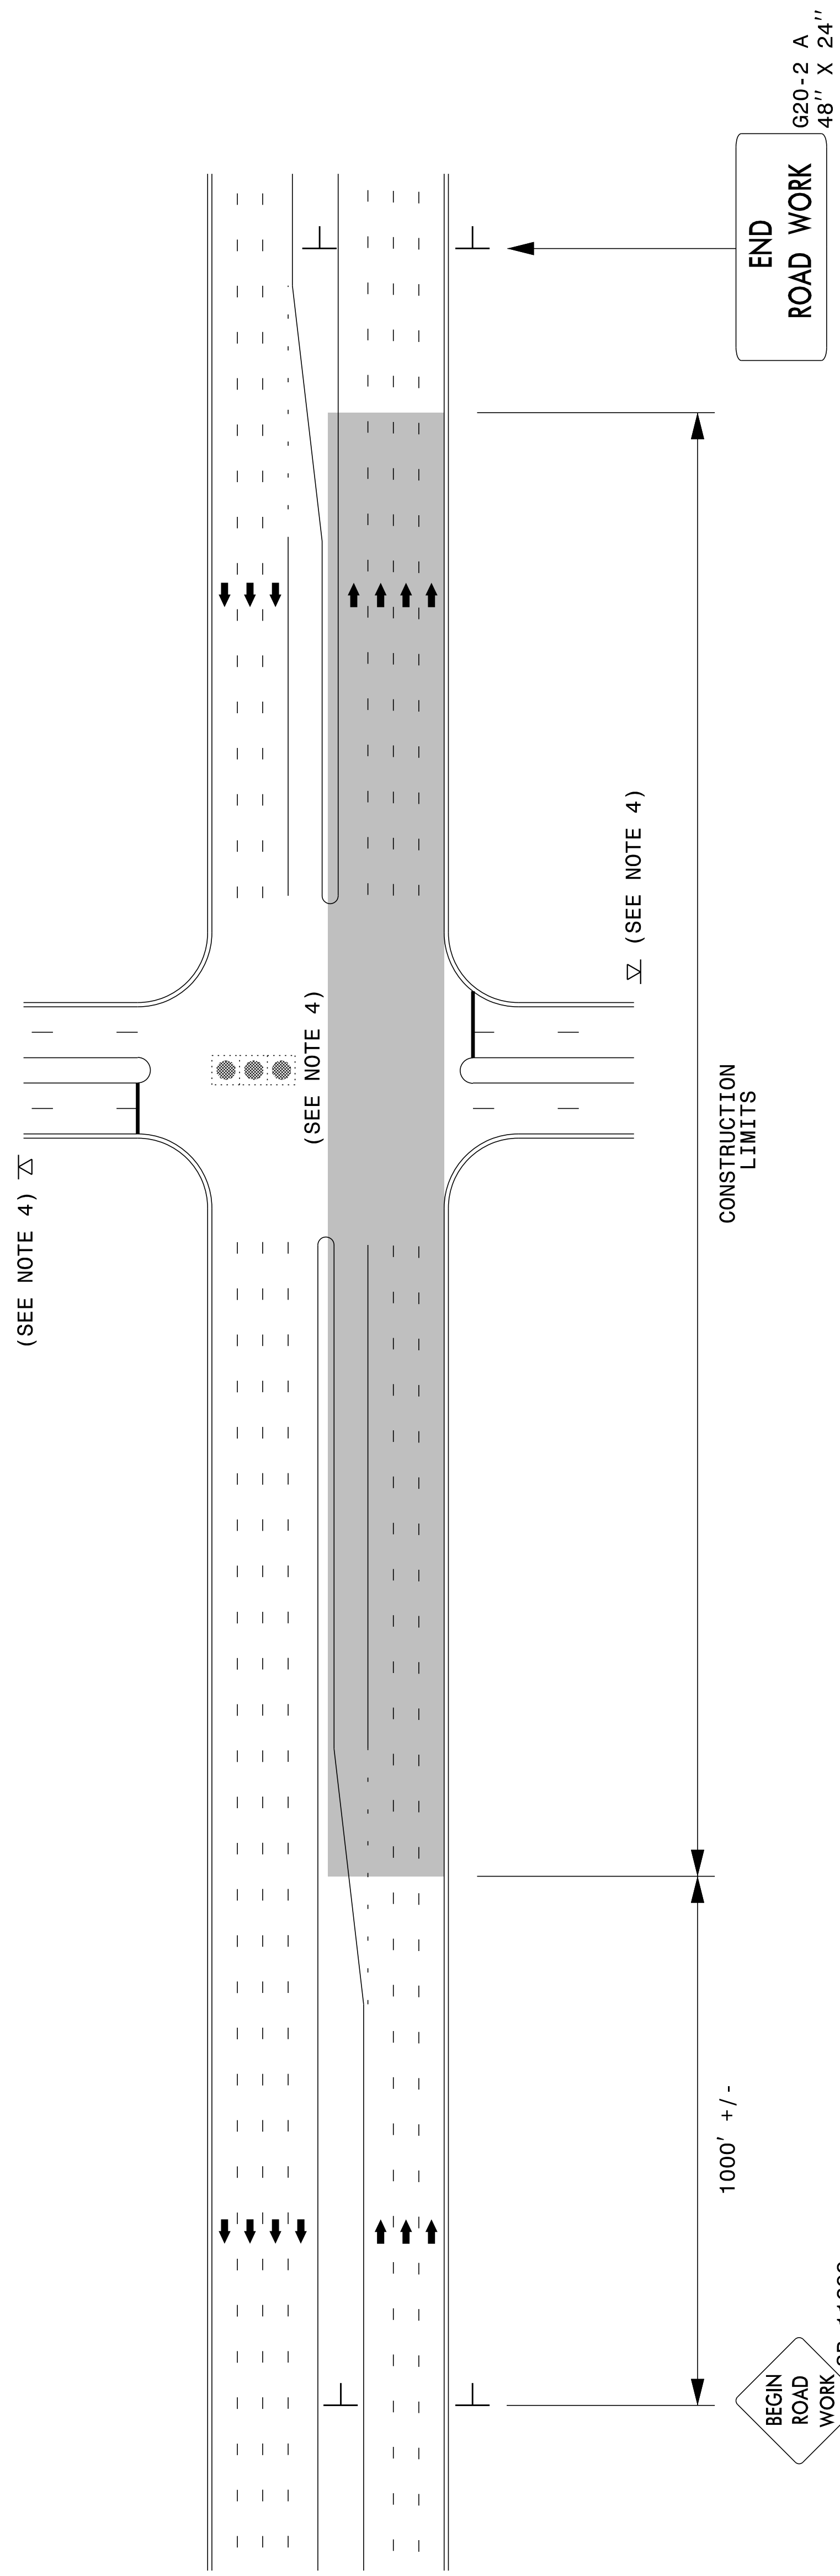 G20-2 A
48'' X 24''
END
ROAD WORK
(SEE NOTE 4)
(SEE NOTE 4)
(SEE NOTE 4)
CONSTRUCTION
LIMITS
1000' +/-
BEGIN
ROAD
WORK